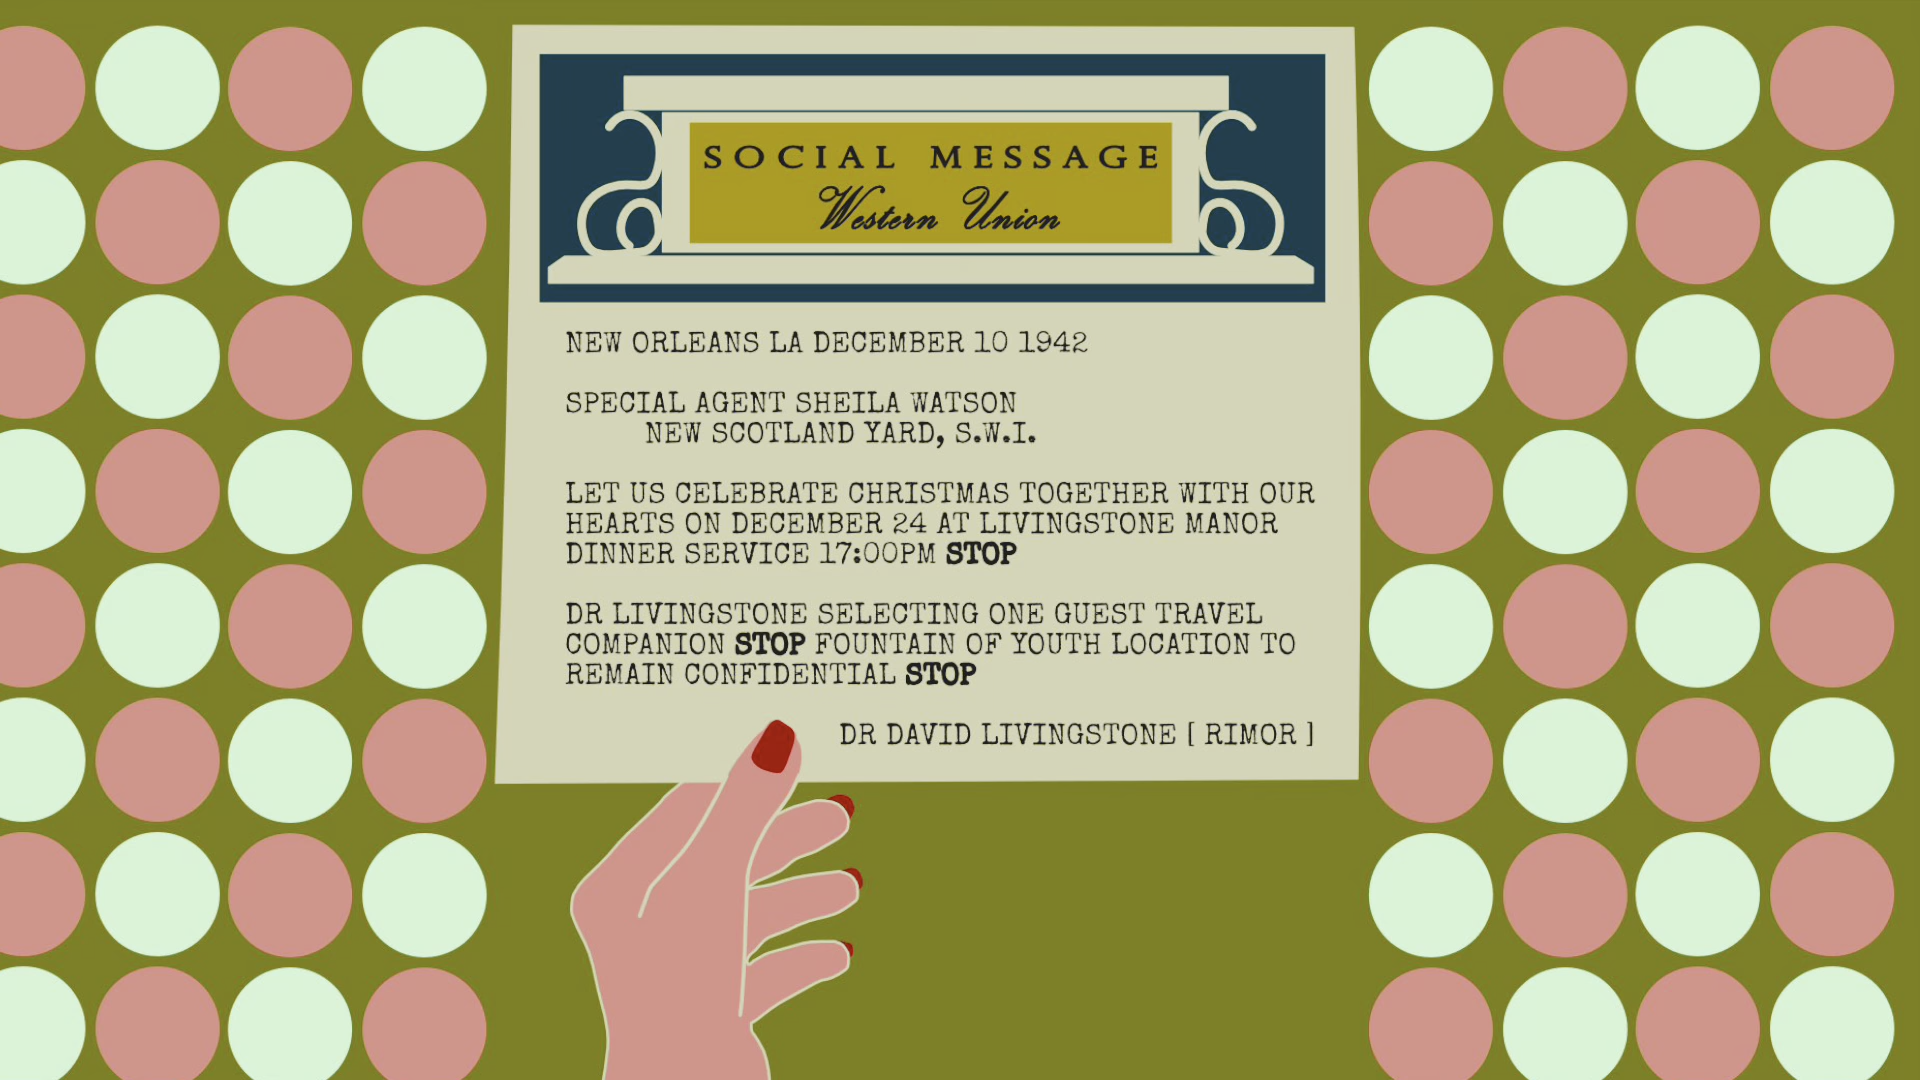 SOCIAL MESSAGE
Western Union
NEW ORLEANS LA DECEMBER 10 1942
SPECIAL AGENT SHEILA WATSON
NEW SCOTLAND YARD, S.W.I.
LET US CELEBRATE CHRISTMAS TOGETHER WITH OUR
HEARTS ON DECEMBER 24 AT LIVINGSTONE MANOR
DINNER SERVICE 17:00PM STOP
DR LIVINGSTONE SELECTING ONE GUEST TRAVEL
COMPANION STOP FOUNTAIN OF YOUTH LOCATION TO
REMAIN CONFIDENTIAL STOP
DR DAVID LIVINGSTONE [ RIMOR ]